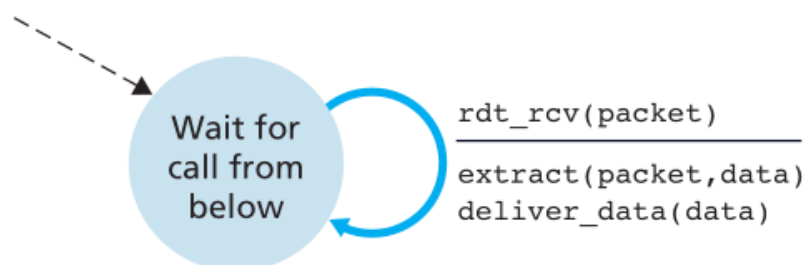 Wait for
call from
below
rdt_rcv(packet)
extract(packet,data)
deliver_data(data)